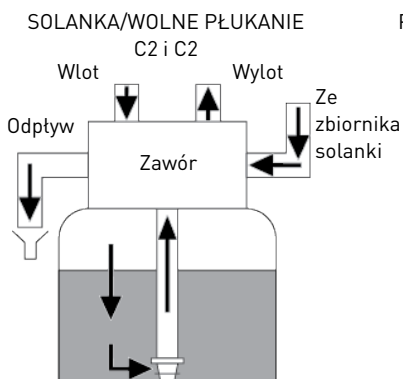 SOLANKA/WOLNE PŁUKANIE
C2 i C2
Wlot
Wylot
Odpływ
Zawór
Ze
zbiornika
solanki